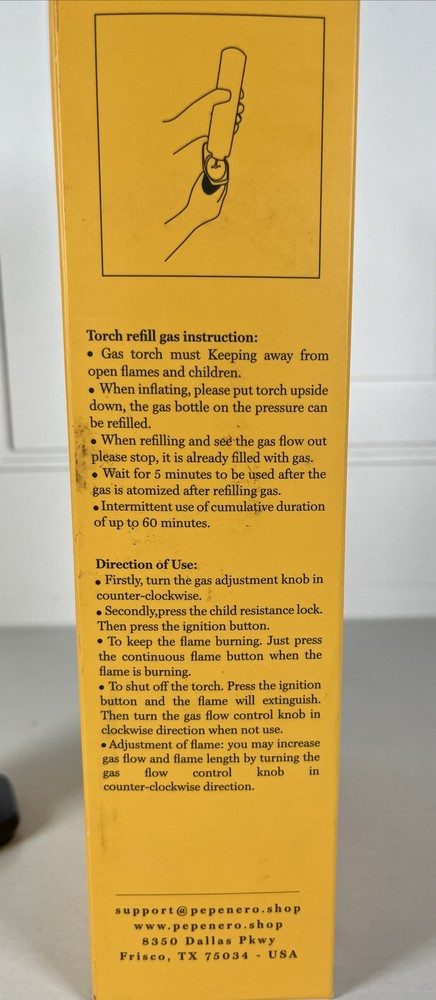 Torch refill gas instruction:
• Gas torch must Keeping away from
open flames and children.
• When inflating, please put torch upside
down, the gas bottle on the pressure can
be refilled.
• When refilling and see the gas flow out
please stop, it is already filled with gas.
• Wait for 5 minutes to be used after the
gas is atomized after refilling gas.
• Intermittent use of cumulative duration
of up to 60 minutes.
Direction of Use:
• Firstly, turn the gas adjustment knob in
counter-clockwise.
• Secondly,press the child resistance lock.
Then press the ignition button.
• To keep the flame burning. Just press
the continuous flame button when the
flame is burning.
• To shut off the torch. Press the ignition
button and the flame will extinguish.
Then turn the gas flow control knob in
clockwise direction when not use.
• Adjustment of flame: you may increase
gas flow and flame length by turning the
gas flow control knob in
counter-clockwise direction.
support@pepenero.shop
www.pepenero.shop
8350 Dallas Pkwy
Frisco, TX 75034 - USA